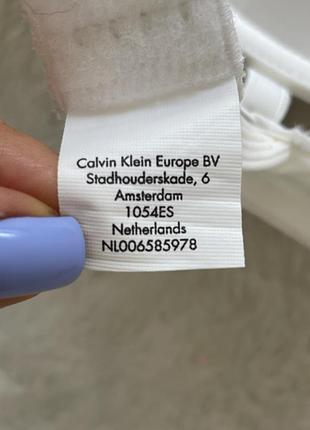 Calvin Klein Europe BV
Stadhouderskade, 6
Amsterdam
1054ES
Netherlands
NL006585978